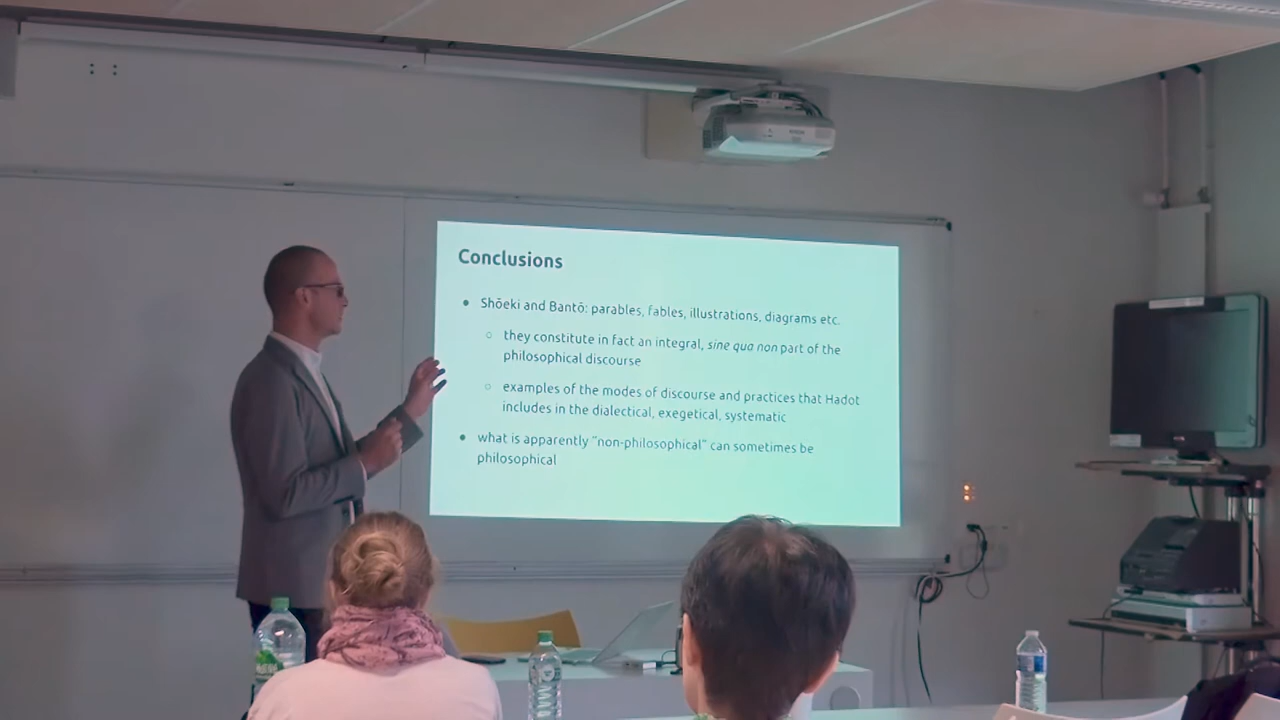 Conclusions
Shōeki and Bantō: parables, fables, illustrations, diagrams etc.
they constitute in fact an integral, sine qua non part of the
philosophical discourse
examples of the modes of discourse and practices that Hadot
includes in the dialectical, exegetical, systematic
what is apparently "non-philosophical" can sometimes be
philosophical